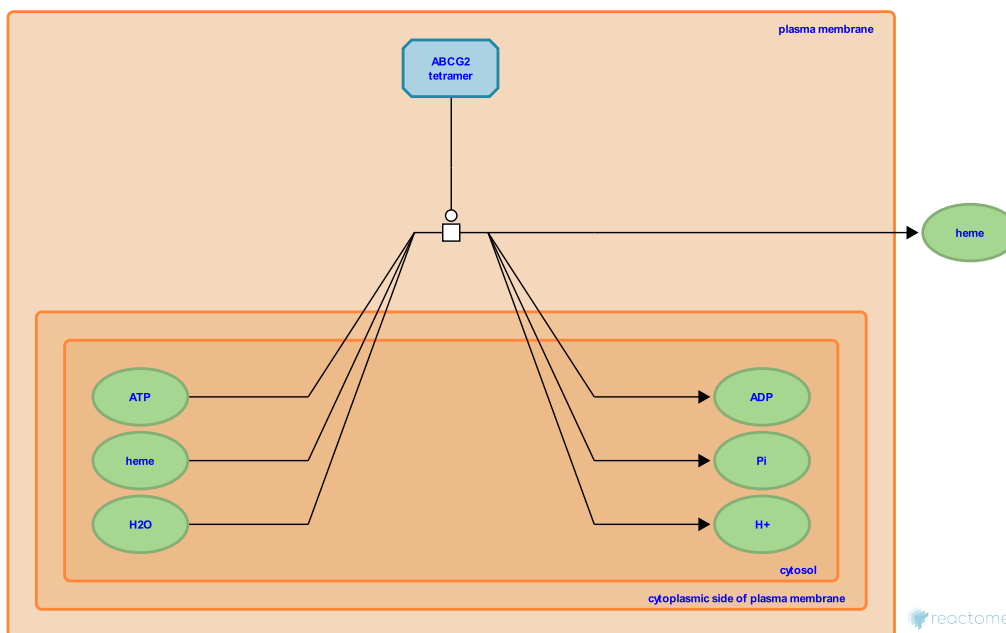 plasma membrane
ABCG2
tetramer
heme
ATP
ADP
heme
Pi
H2O
H+
cytosol
cytoplasmic side of plasma membrane
reactome